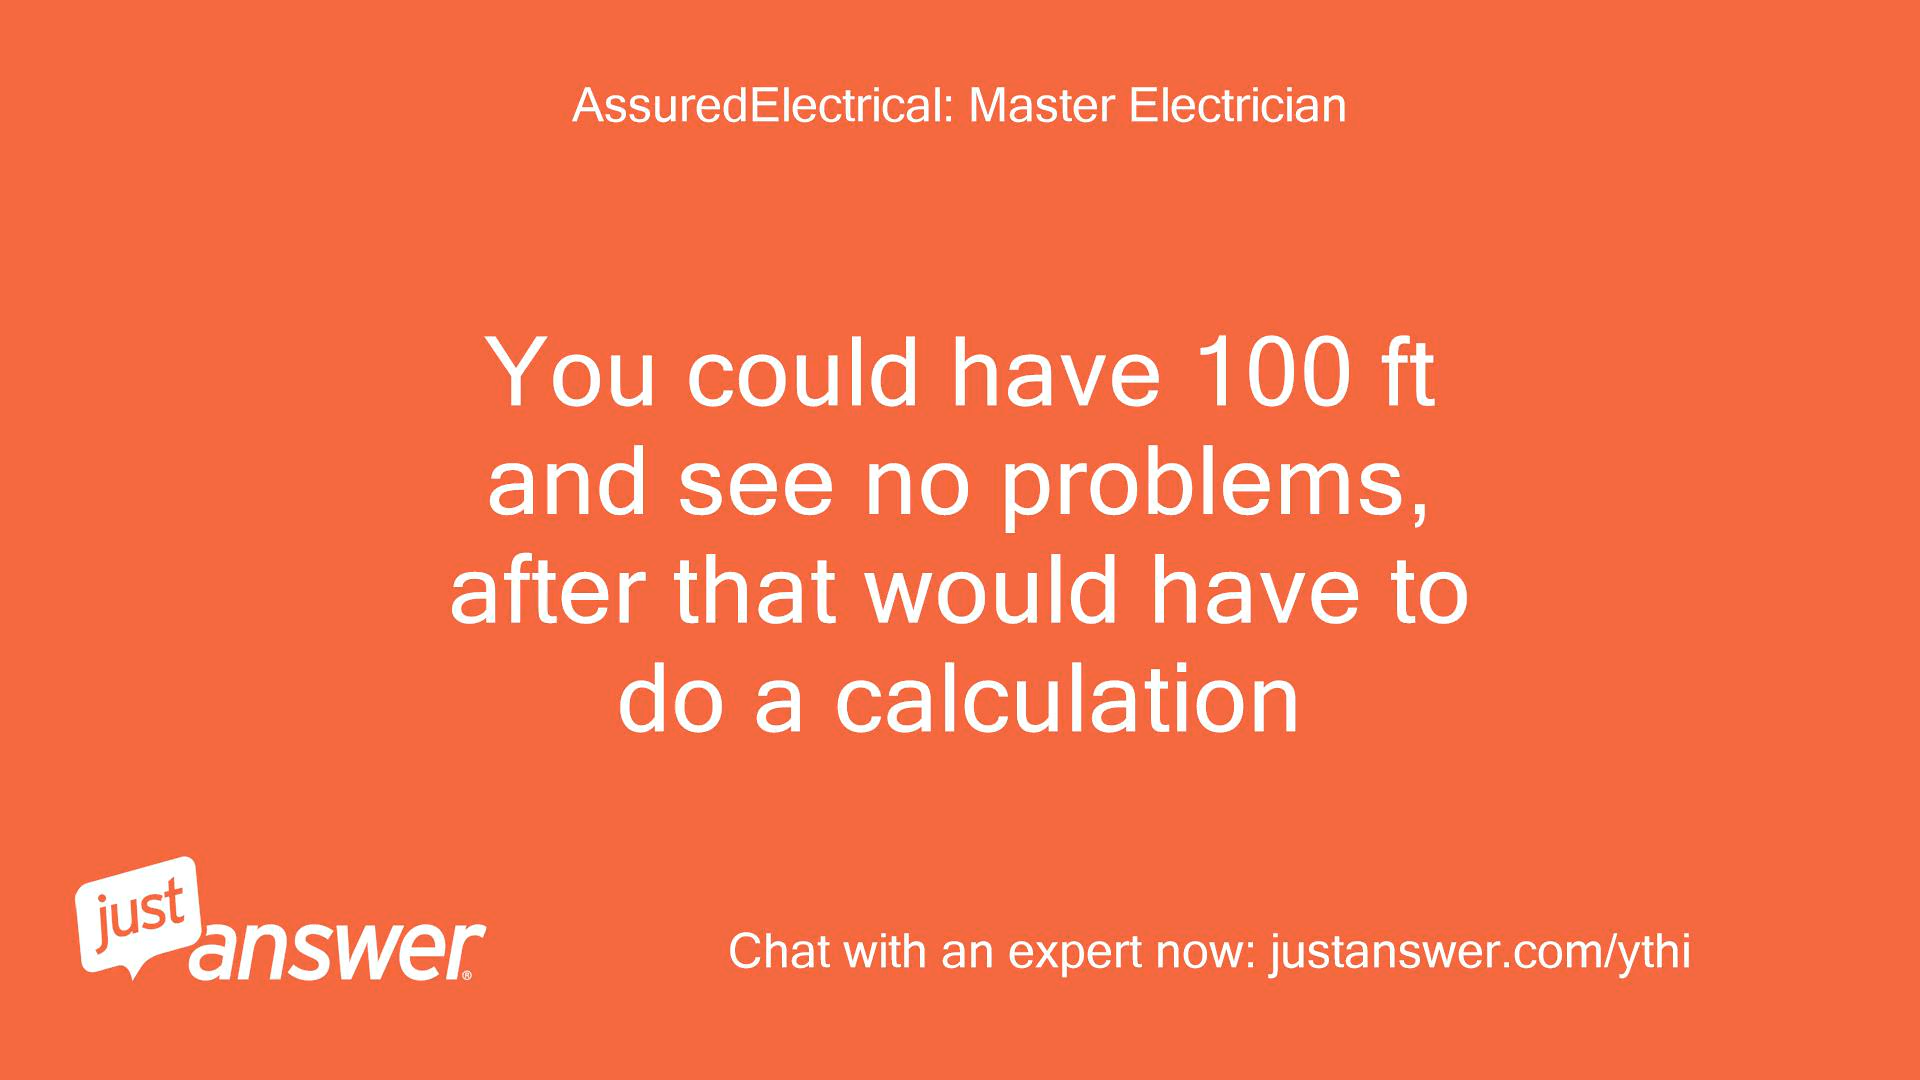 AssuredElectrical: Master Electrician
You could have 100 ft
and see no problems,
after that would have to
do a calculation
just
answer®
Chat with an expert now: justanswer.com/ythi